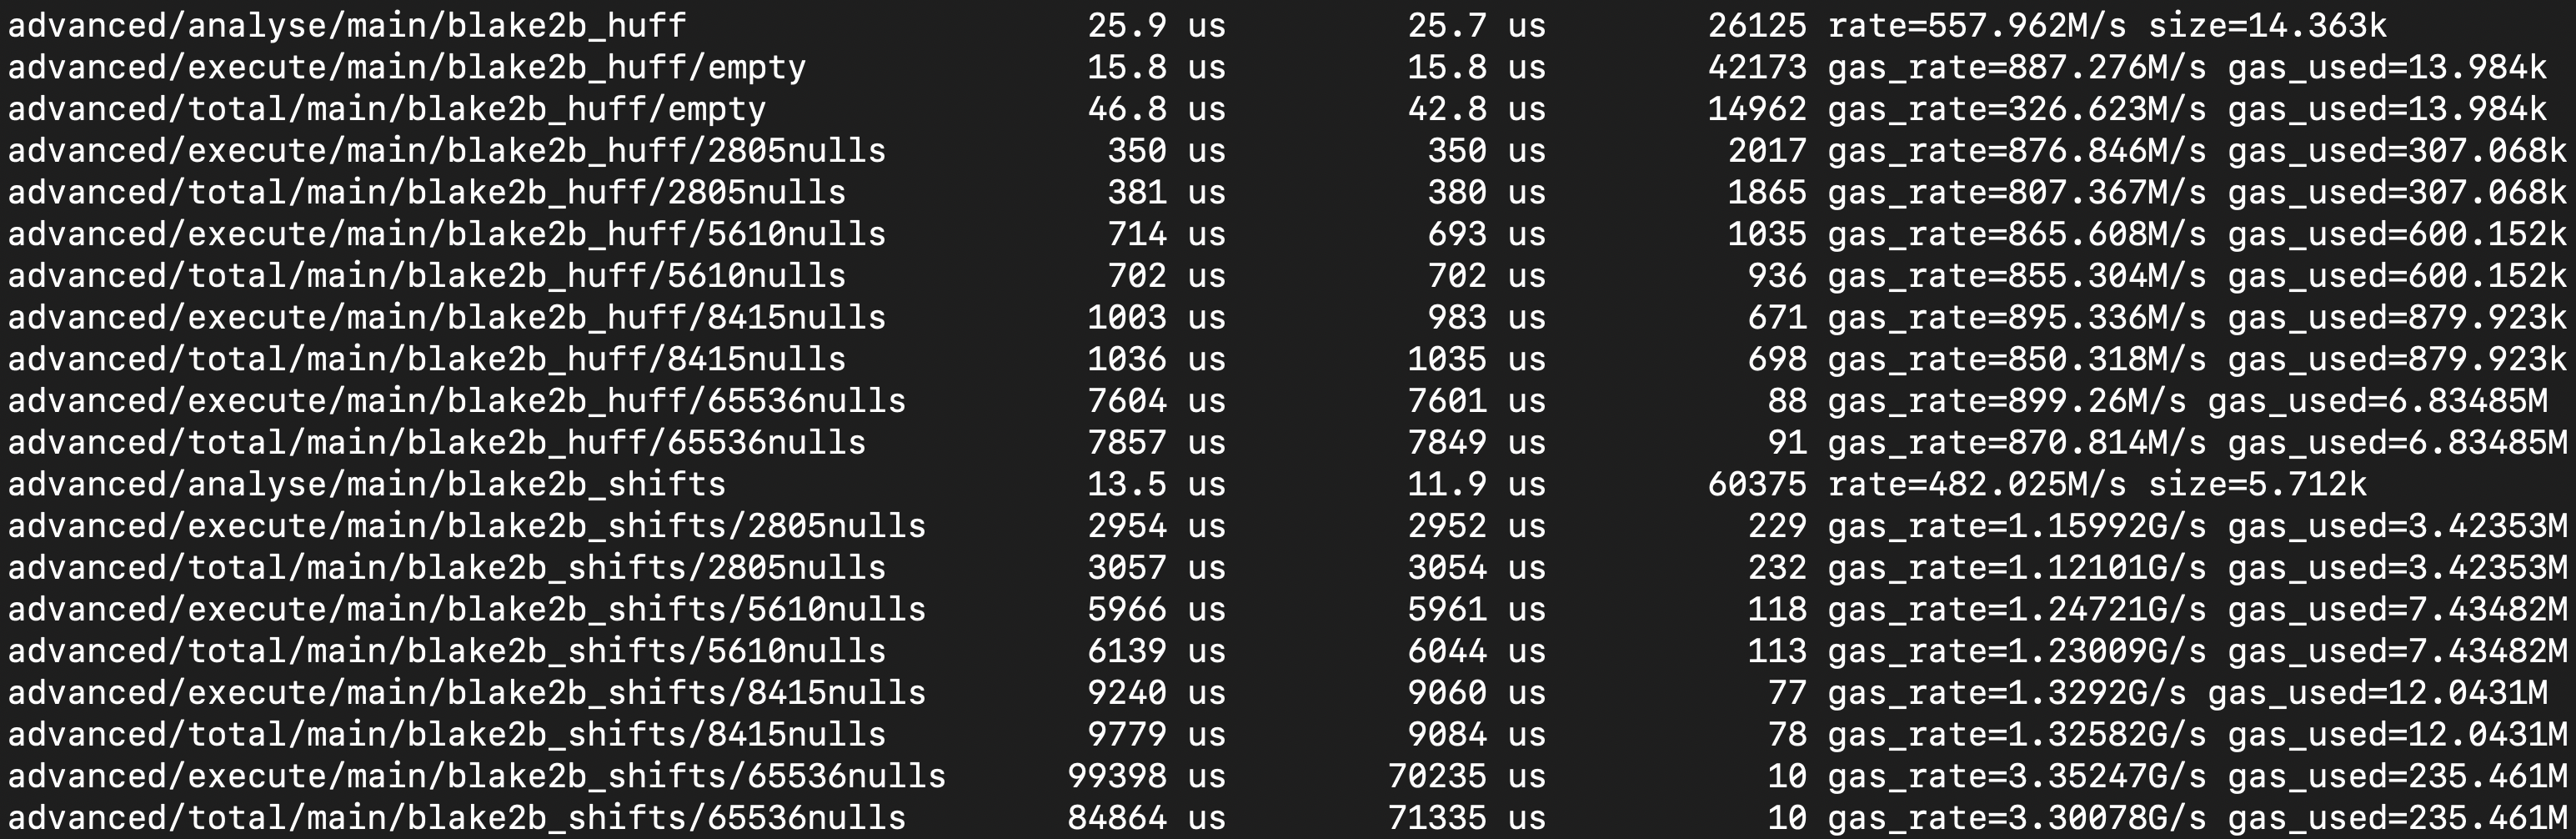 advanced/analyse/main/blake2b_huff 25.9 us 25.7 us 26125 rate=557.962M/s size=14.363k
advanced/execute/main/blake2b_huff/empty 15.8 us 15.8 us 42173 gas_rate=887.276M/s gas_used=13.984k
advanced/total/main/blake2b_huff/empty 46.8 us 42.8 us 14962 gas_rate=326.623M/s gas_used=13.984k
advanced/execute/main/blake2b_huff/2805nulls 350 us 350 us 2017 gas_rate=876.846M/s gas_used=307.068k
advanced/total/main/blake2b_huff/2805nulls 381 us 380 us 1865 gas_rate=807.367M/s gas_used=307.068k
advanced/execute/main/blake2b_huff/5610nulls 714 us 693 us 1035 gas_rate=865.608M/s gas_used=600.152k
advanced/total/main/blake2b_huff/5610nulls 702 us 702 us 936 gas_rate=855.304M/s gas_used=600.152k
advanced/execute/main/blake2b_huff/8415nulls 1003 us 983 us 671 gas_rate=895.336M/s gas_used=879.923k
advanced/total/main/blake2b_huff/8415nulls 1036 us 1035 us 698 gas_rate=850.318M/s gas_used=879.923k
advanced/execute/main/blake2b_huff/65536nulls 7604 us 7601 us 88 gas_rate=899.26M/s gas_used=6.83485M
advanced/total/main/blake2b_huff/65536nulls 7857 us 7849 us 91 gas_rate=870.814M/s gas_used=6.83485M
advanced/analyse/main/blake2b_shifts 13.5 us 11.9 us 60375 rate=482.025M/s size=5.712k
advanced/execute/main/blake2b_shifts/2805nulls 2954 us 2952 us 229 gas_rate=1.15992G/s gas_used=3.42353M
advanced/total/main/blake2b_shifts/2805nulls 3057 us 3054 us 232 gas_rate=1.12101G/s gas_used=3.42353M
advanced/execute/main/blake2b_shifts/5610nulls 5966 us 5961 us 118 gas_rate=1.24721G/s gas_used=7.43482M
advanced/total/main/blake2b_shifts/5610nulls 6139 us 6044 us 113 gas_rate=1.23009G/s gas_used=7.43482M
advanced/execute/main/blake2b_shifts/8415nulls 9240 us 9060 us 77 gas_rate=1.3292G/s gas_used=12.0431M
advanced/total/main/blake2b_shifts/8415nulls 9779 us 9084 us 78 gas_rate=1.32582G/s gas_used=12.0431M
advanced/execute/main/blake2b_shifts/65536nulls 99398 us 70235 us 10 gas_rate=3.35247G/s gas_used=235.461M
advanced/total/main/blake2b_shifts/65536nulls 84864 us 71335 us 10 gas_rate=3.30078G/s gas_used=235.461M